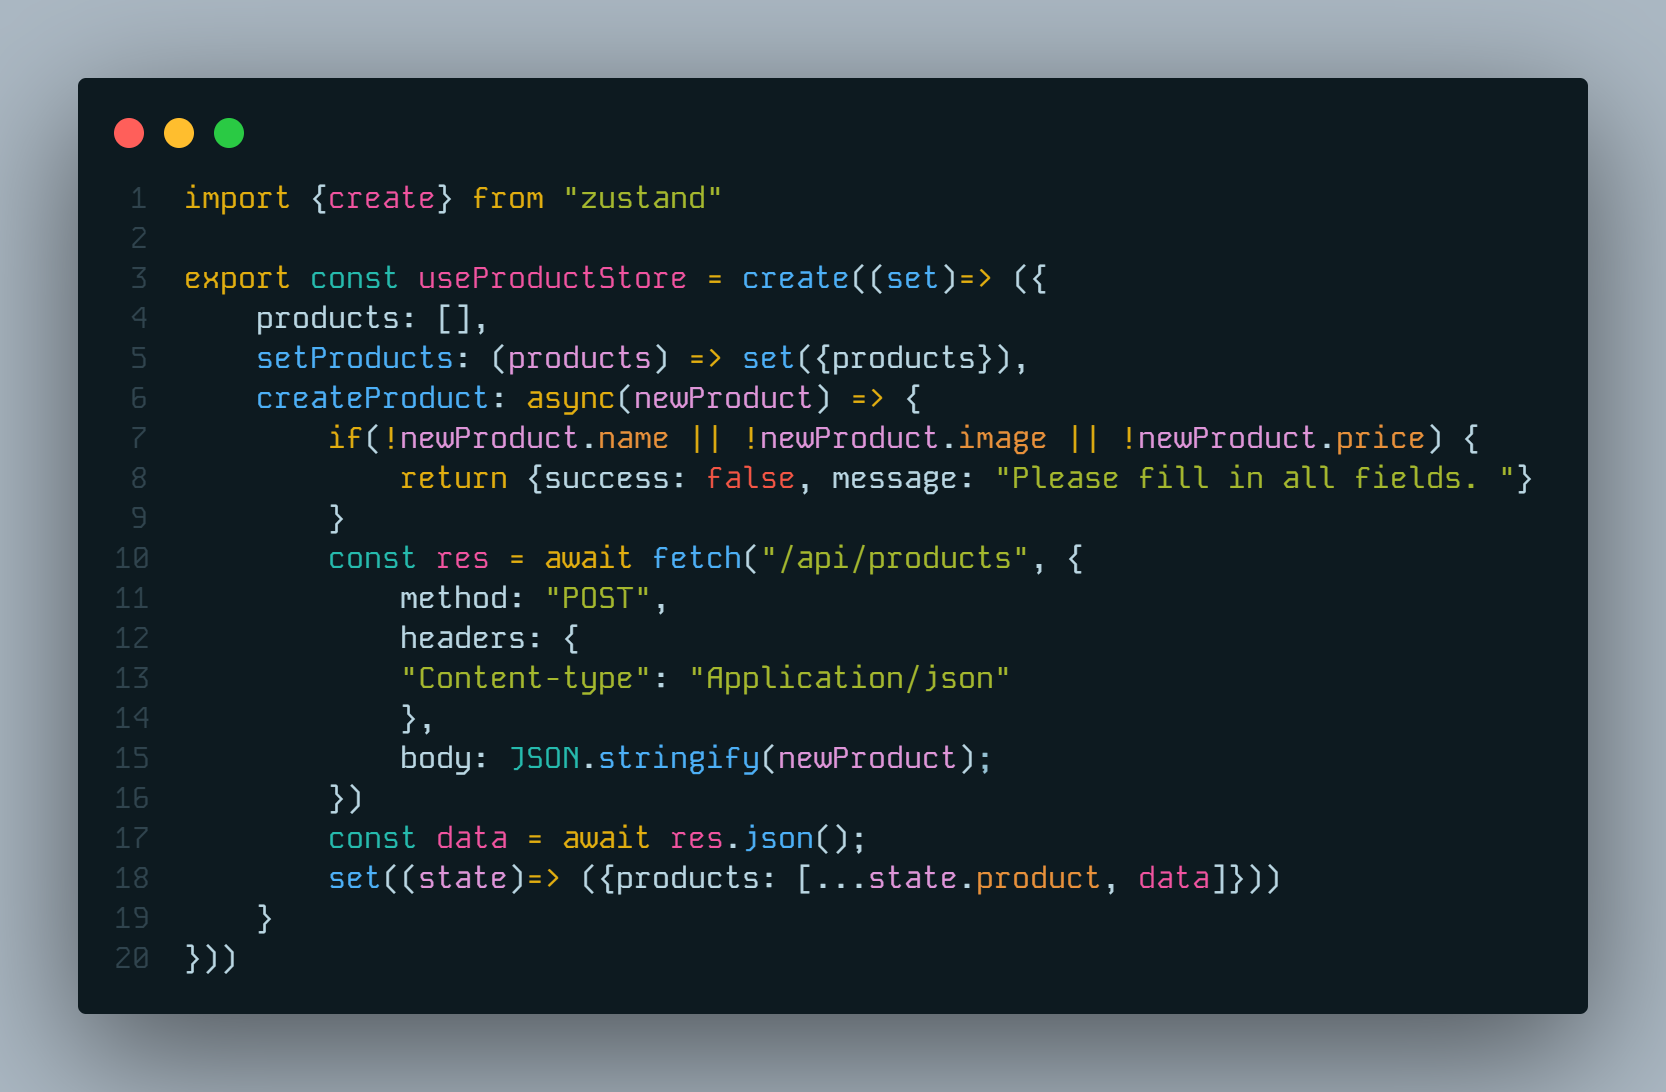 1 import {create} from "zustand"
2
3 export const useProductStore = create((set)=> ({
4     products: [],
5     setProducts: (products) => set({products}),
6     createProduct: async(newProduct) => {
7         if(!newProduct.name || !newProduct.image || !newProduct.price) {
8             return {success: false, message: "Please fill in all fields. "}
9         }
10         const res = await fetch("/api/products", {
11             method: "POST",
12             headers: {
13             "Content-type": "Application/json"
14             },
15             body: JSON.stringify(newProduct);
16         })
17         const data = await res.json();
18         set((state)=> ({products: [...state.product, data]}))
19     }
20 }))